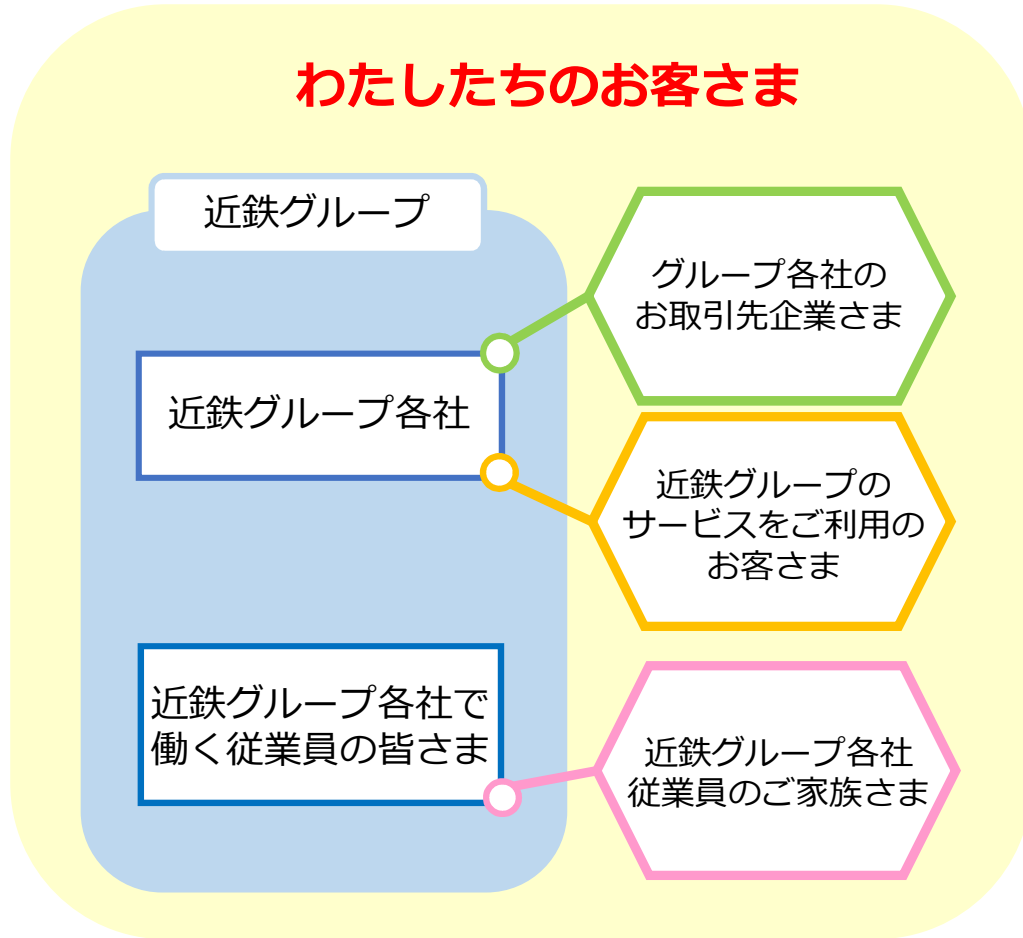 わたしたちのお客さま
近鉄グループ
グループ各社の
お取引先企業さま
近鉄グループ各社
近鉄グループの
サービスをご利用の
お客さま
近鉄グループ各社で
働く従業員の皆さま
近鉄グループ各社
従業員のご家族さま